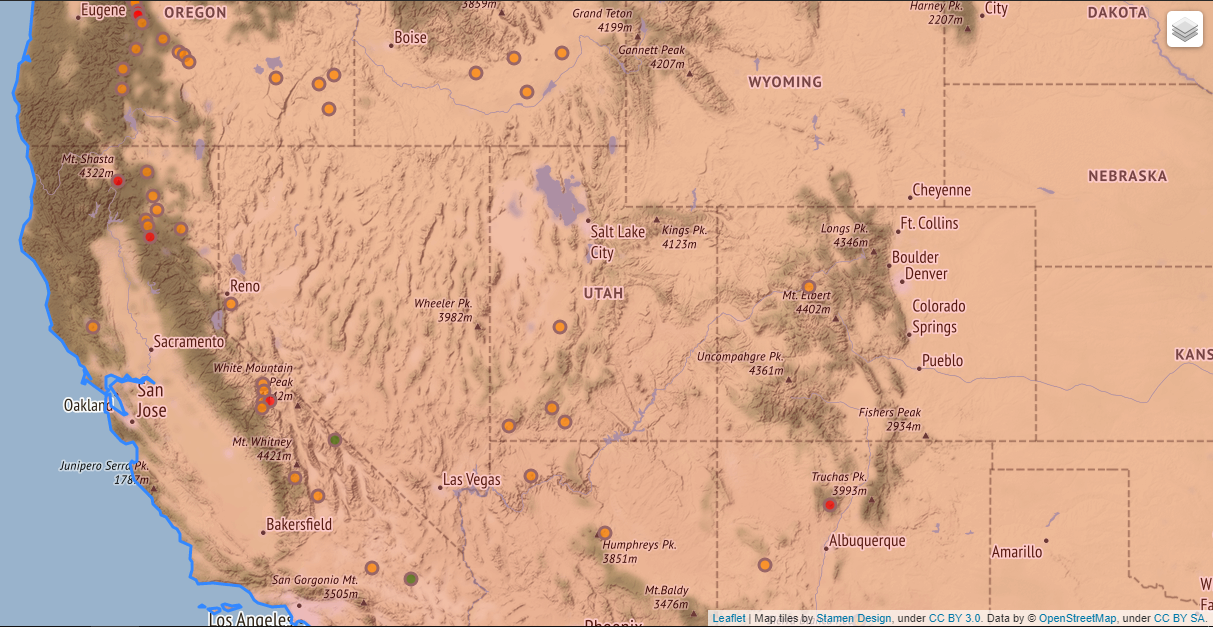 3859m
Grand Teton
4199m
Harney Pk.
2207m
City
DAKOTA
Eugene
OREGON
Boise
Gannett Peak
4207m
WYOMING
Mt. Shasta
4322m
NEBRASKA
Cheyenne
Salt Lake
City
Kings Pk.
4123m
Longs Pk.
4346m
Ft. Collins
Boulder
Denver
Reno
UTAH
Mt. Elbert
4402m
Colorado
Springs
Wheeler Pk.
3982m
Sacramento
Uncompahgre Pk.
4361m
Pueblo
KANS
White Mountain
Peak
42m
San
Jose
Oakland
Fishers Peak
2934m
Mt. Whitney
4421m
Junipero Serra Pk.
1787m
Las Vegas
Truchas Pk.
3993m
Bakersfield
Humphreys Pk.
3851m
Albuquerque
Amarillo
San Gorgonio Mt.
3505m
Mt.Baldy
3476m
W
Fa
Los Angeles
Phoenix
Leaflet | Map tiles by Stamen Design, under CC BY 3.0. Data by © OpenStreetMap, under CC BY SA.